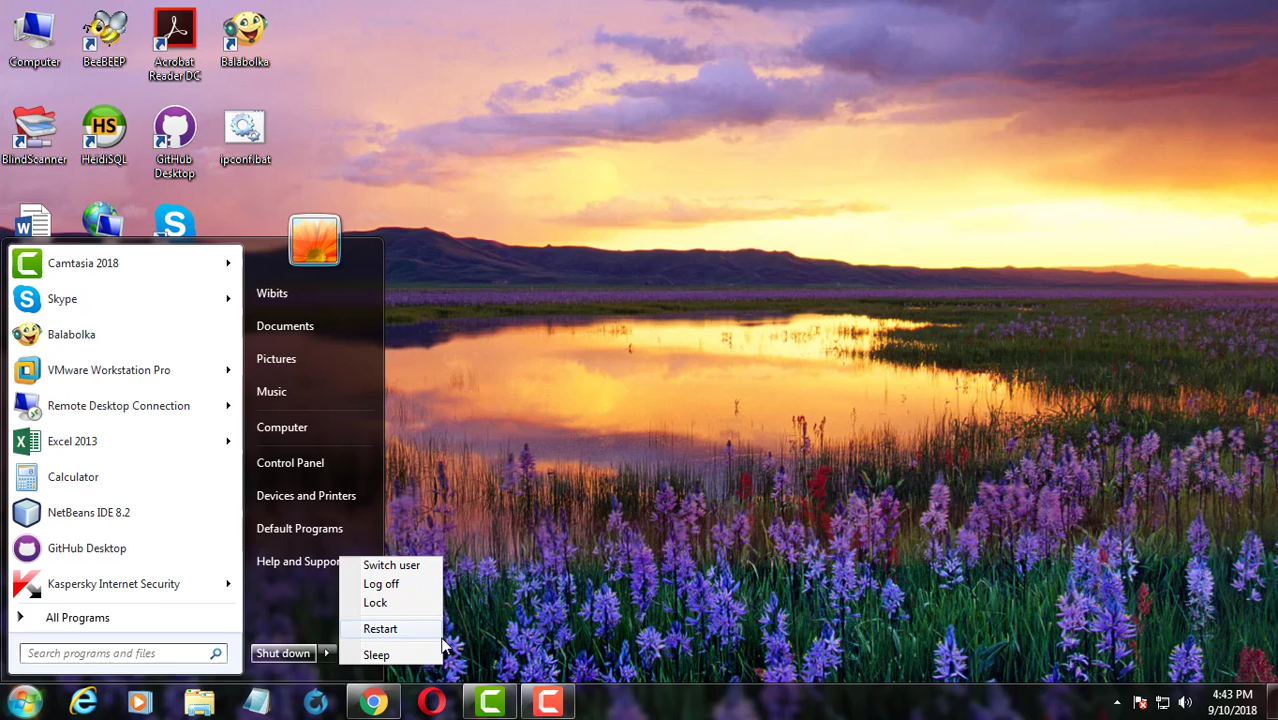 Computer
BeeBEEP
Acrobat
Reader DC
Balabolka
BlindScanner
HS
HeidiSQL
GitHub
Desktop
ipconf.bat
W
S
Camtasia 2018
Skype
Balabolka
VMware Workstation Pro
Remote Desktop Connection
Excel 2013
Calculator
NetBeans IDE 8.2
GitHub Desktop
Kaspersky Internet Security
All Programs
Search programs and files
Wibits
Documents
Pictures
Music
Computer
Control Panel
Devices and Printers
Default Programs
Help and Suppor
Shut down
Switch user
Log off
Lock
Restart
Sleep
4:43 PM
9/10/2018